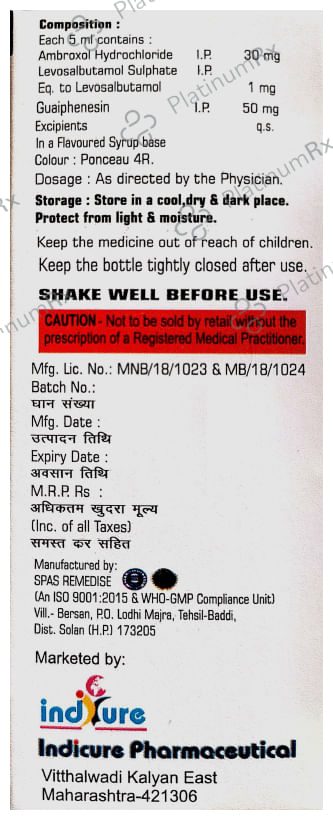 Composition :
Each 5 ml contains :
Ambroxol Hydrochloride I.P. 30 mg
Levosalbutamol Sulphate I.P.
Eq. to Levosalbutamol 1 mg
Guaiphenesin I.P. 50 mg
Excipients q.s.
In a Flavoured Syrup base
Colour : Ponceau 4R.
Dosage : As directed by the Physician.
Storage : Store in a cool,dry & dark place.
Protect from light & moisture.
Keep the medicine out of reach of children.
Keep the bottle tightly closed after use.
SHAKE WELL BEFORE USE.
CAUTION - Not to be sold by retail without the
prescription of a Registered Medical Practitioner.
Mfg. Lic. No.: MNB/18/1023 & MB/18/1024
Batch No.:
घान संख्या
Mfg. Date :
उत्पादन तिथि
Expiry Date :
अवसान तिथि
M.R.P. Rs :
अधिकतम खुदरा मूल्य
(Inc. of all Taxes)
समस्त कर सहित
Manufactured by:
SPAS REMEDISE
(An ISO 9001:2015 & WHO-GMP Compliance Unit)
Vill.- Bersan, P.O. Lodhi Majra, Tehsil-Baddi,
Dist. Solan (H.P.) 173205
Marketed by:
indicure
Indicure Pharmaceutical
Vitthalwadi Kalyan East
Maharashtra-421306
PlatinumRx
PlatinumRx
PlatinumRx